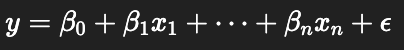 y = β₀ + β₁x₁ + ⋯ + βₙxₙ + ϵ